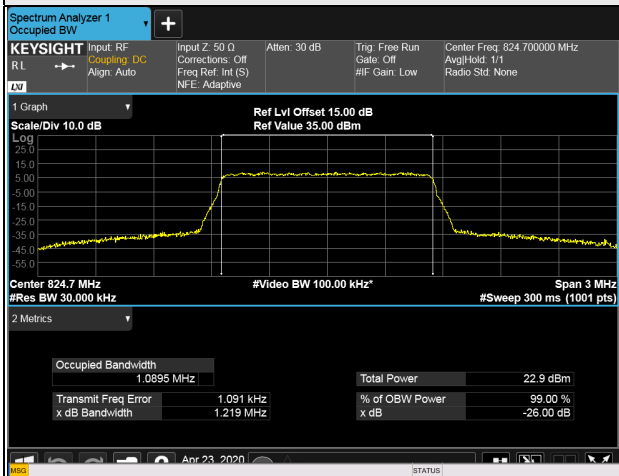 Spectrum Analyzer 1
Occupied BW
KEYSIGHT
R L
LXI
Input: RF
Coupling: DC
Align: Auto
Input Z: 50 Ω
Corrections: Off
Freq Ref: Int (S)
NFE: Adaptive
Atten: 30 dB
Trig: Free Run
Gate: Off
#IF Gain: Low
Center Freq: 824.700000 MHz
Avg|Hold: 1/1
Radio Std: None
1 Graph
Scale/Div 10.0 dB
Ref Lvl Offset 15.00 dB
Ref Value 35.00 dBm
Log
25.0
15.0
5.00
-5.00
-15.0
-25.0
-35.0
-45.0
-55.0
Center 824.7 MHz
#Video BW 100.00 kHz*
Span 3 MHz
#Res BW 30.000 kHz
#Sweep 300 ms (1001 pts)
2 Metrics
Occupied Bandwidth
1.0895 MHz
Total Power 22.9 dBm
Transmit Freq Error 1.091 kHz
% of OBW Power 99.00 %
x dB Bandwidth 1.219 MHz
x dB -26.00 dB
Apr 23, 2020
MSG
STATUS